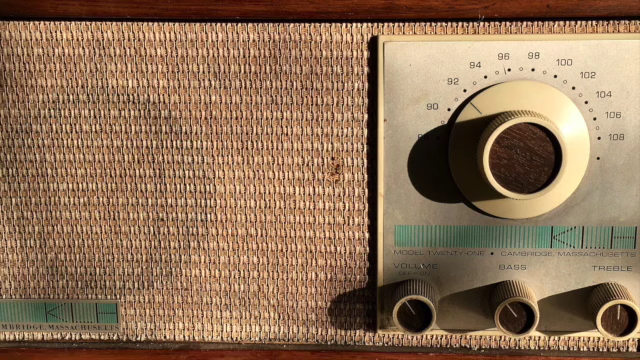 96 98
94 100
92 102
104
90 106
108
KLH
MODEL TWENTY-ONE • CAMBRIDGE, MASSACHUSETTS
VOLUME BASS TREBLE
KLH
MBRIDGE, MASSACHUSETTS